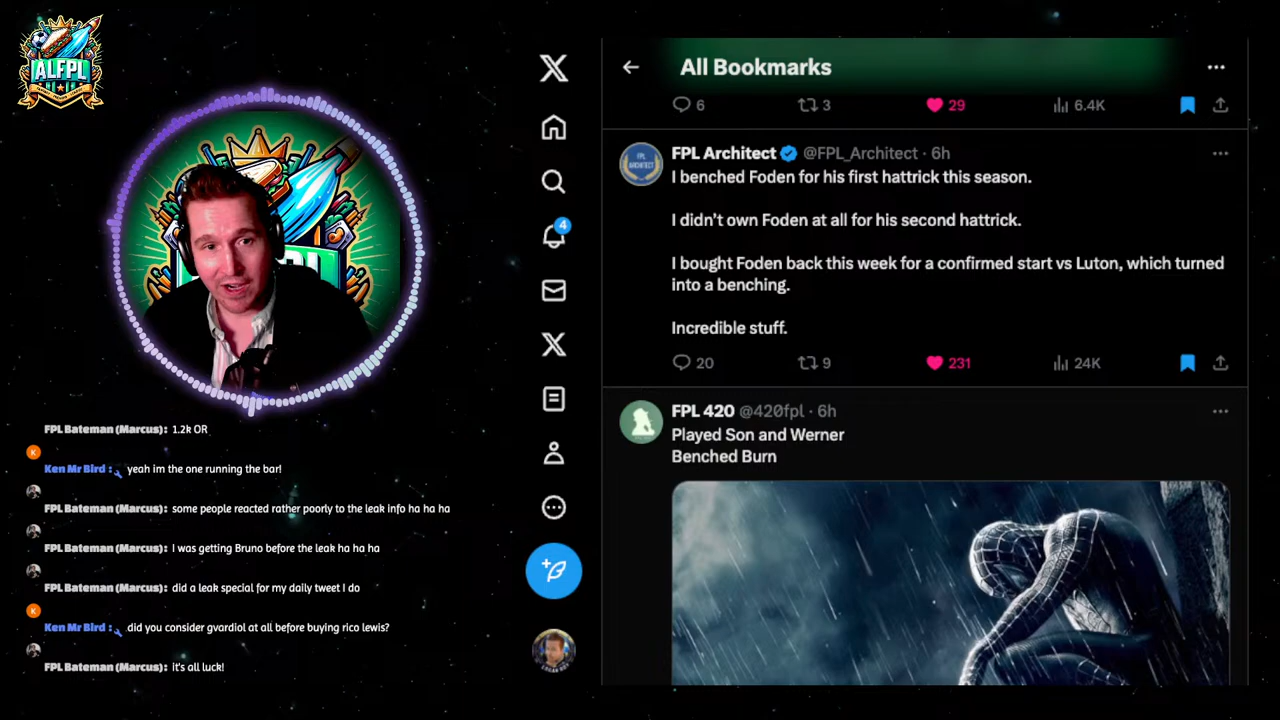 ALFPL
FPL Bateman (Marcus): 1.2k OR
K
Ken Mr Bird : yeah im the one running the bar!
FPL Bateman (Marcus): some people reacted rather poorly to the leak info ha ha ha
FPL Bateman (Marcus): I was getting Bruno before the leak ha ha ha
FPL Bateman (Marcus): did a leak special for my daily tweet I do
K
Ken Mr Bird : did you consider gvardiol at all before buying rico lewis?
FPL Bateman (Marcus): it's all luck!
4
All Bookmarks
6 3 29 6.4K
FPL ARCHITECT
FPL Architect @FPL_Architect · 6h
I benched Foden for his first hattrick this season.
I didn't own Foden at all for his second hattrick.
I bought Foden back this week for a confirmed start vs Luton, which turned
into a benching.
Incredible stuff.
20 9 231 24K
FPL 420 @420fpl · 6h
Played Son and Werner
Benched Burn